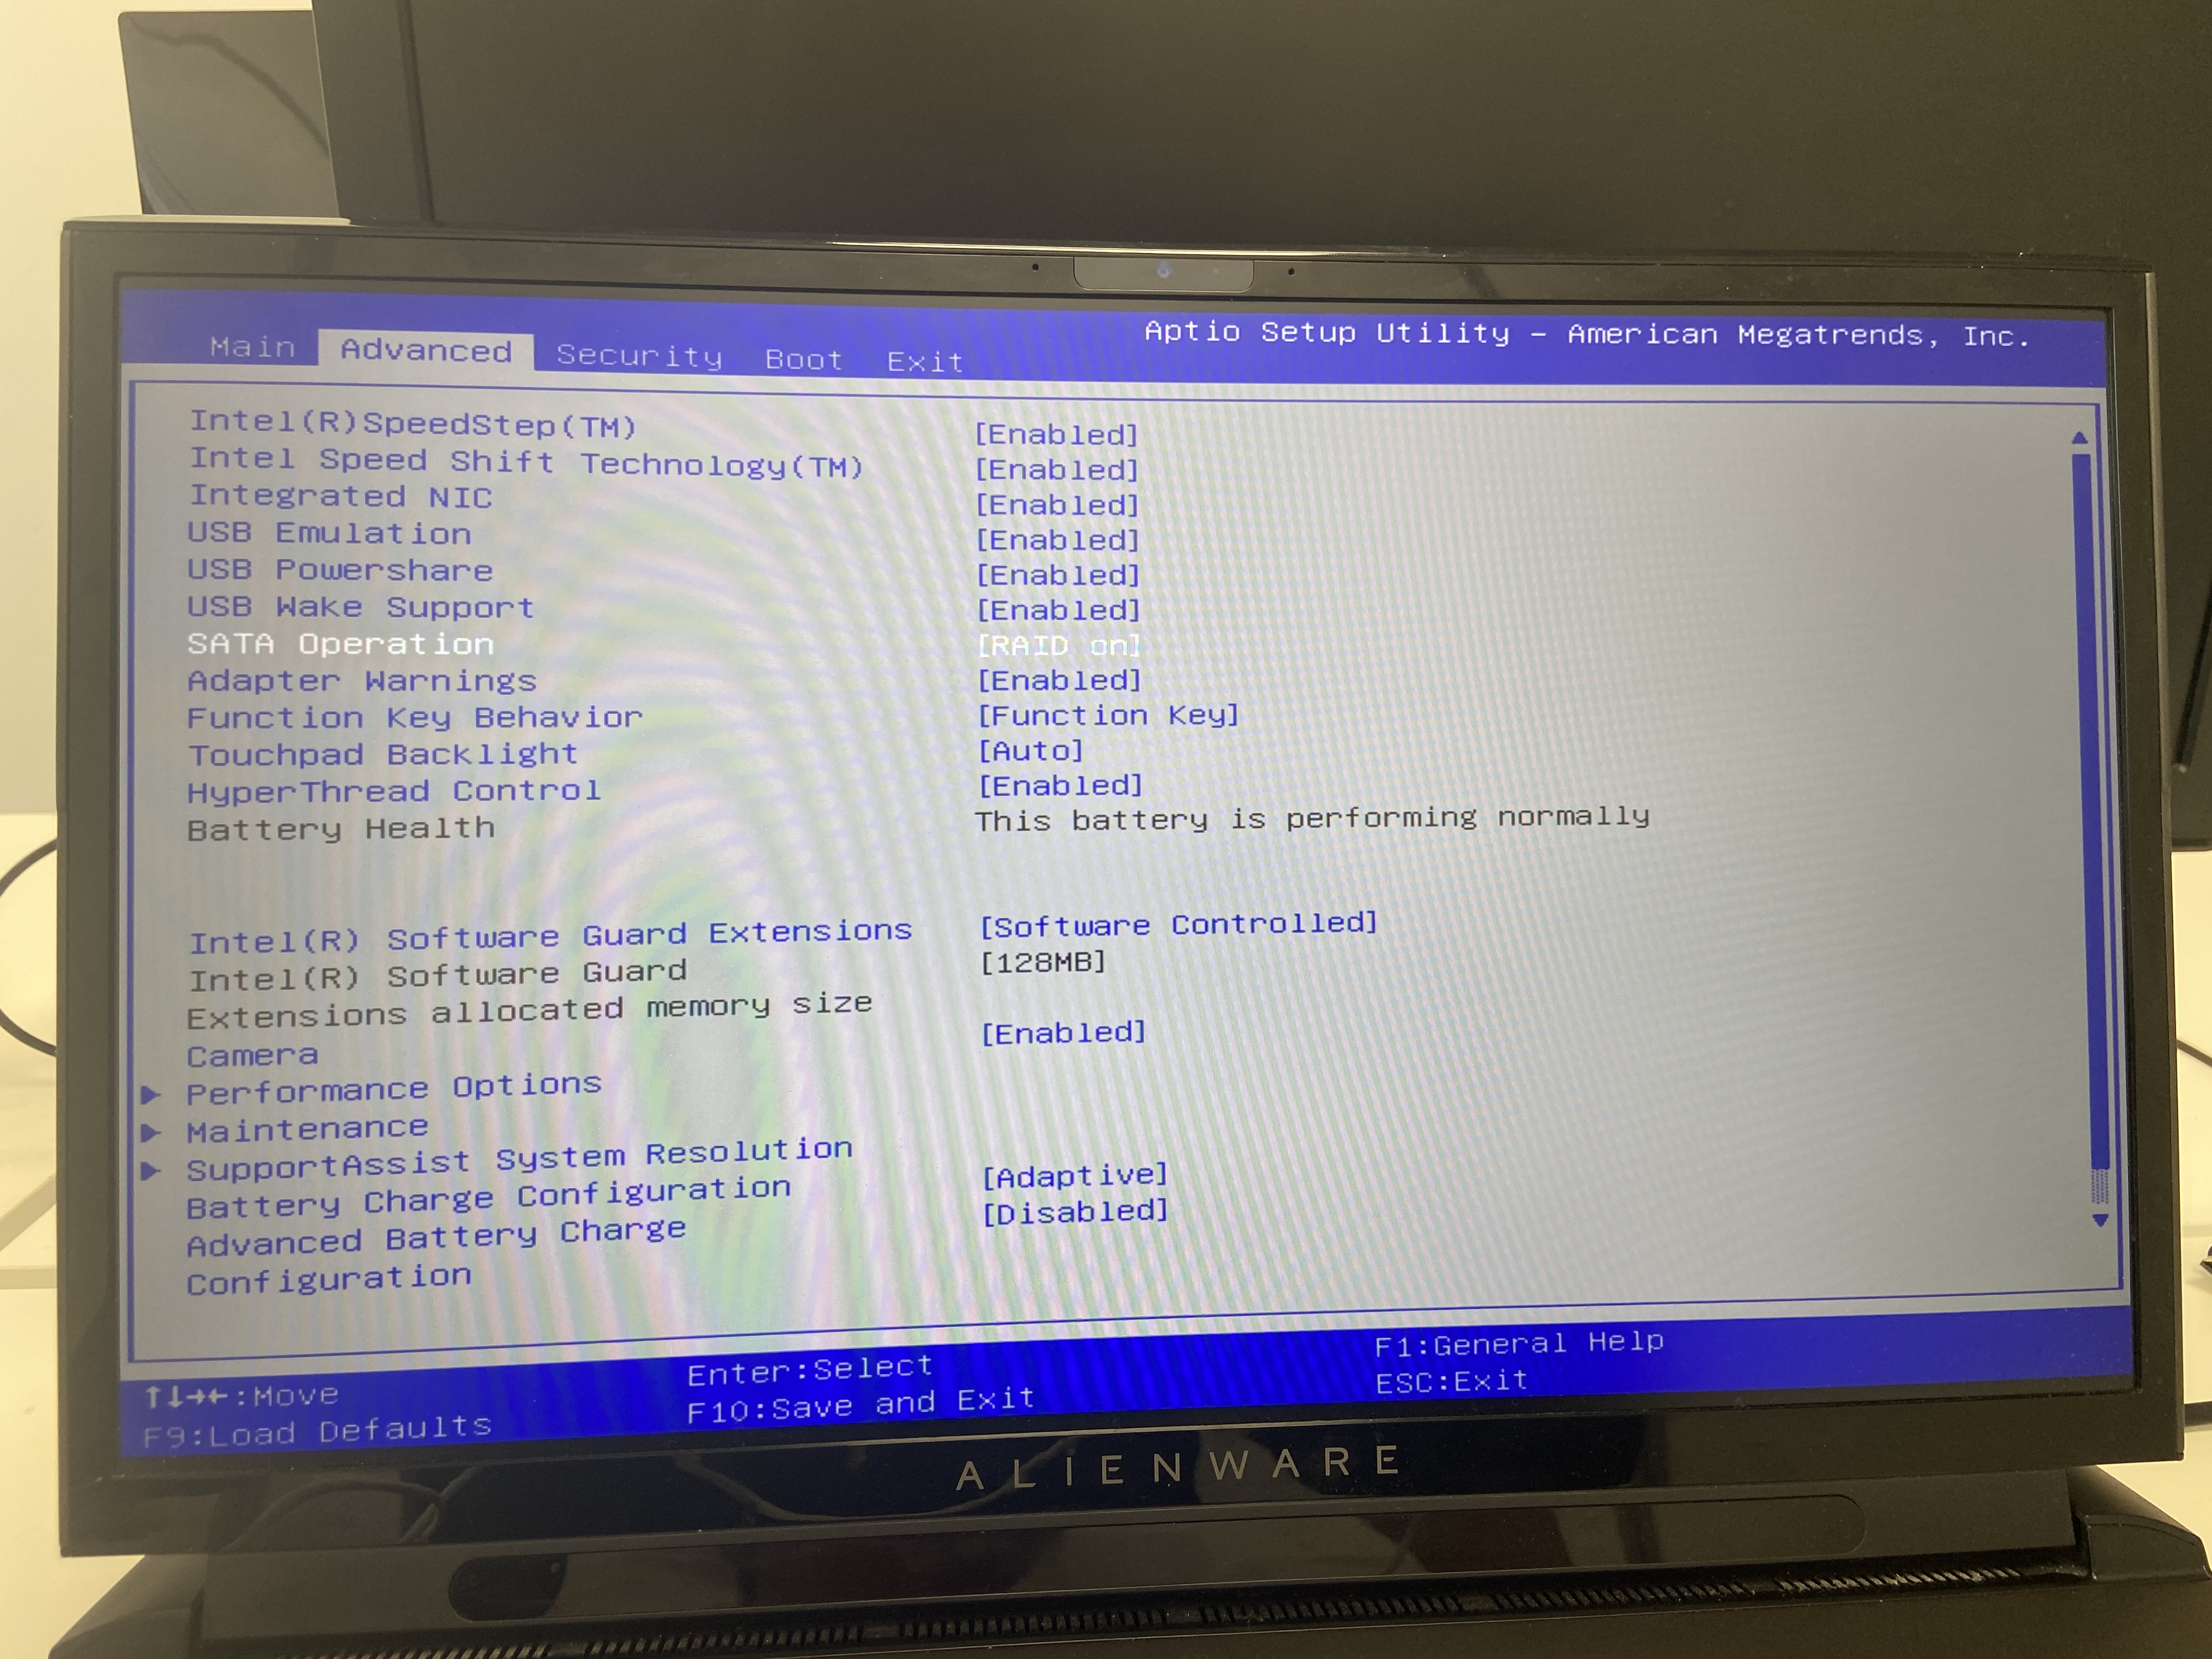 Aptio Setup Utility – American Megatrends, Inc.
Main Advanced Security Boot Exit
Intel(R)SpeedStep(TM) [Enabled]
Intel Speed Shift Technology(TM) [Enabled]
Integrated NIC [Enabled]
USB Emulation [Enabled]
USB Powershare [Enabled]
USB Wake Support [Enabled]
SATA Operation [RAID on]
Adapter Warnings [Enabled]
Function Key Behavior [Function Key]
Touchpad Backlight [Auto]
HyperThread Control [Enabled]
Battery Health This battery is performing normally
Intel(R) Software Guard Extensions [Software Controlled]
Intel(R) Software Guard [128MB]
Extensions allocated memory size
Camera [Enabled]
▶ Performance Options
▶ Maintenance
▶ SupportAssist System Resolution
Battery Charge Configuration [Adaptive]
Advanced Battery Charge [Disabled]
Configuration
↑↓→←:Move Enter:Select F1:General Help
F9:Load Defaults F10:Save and Exit ESC:Exit
ALIENWARE